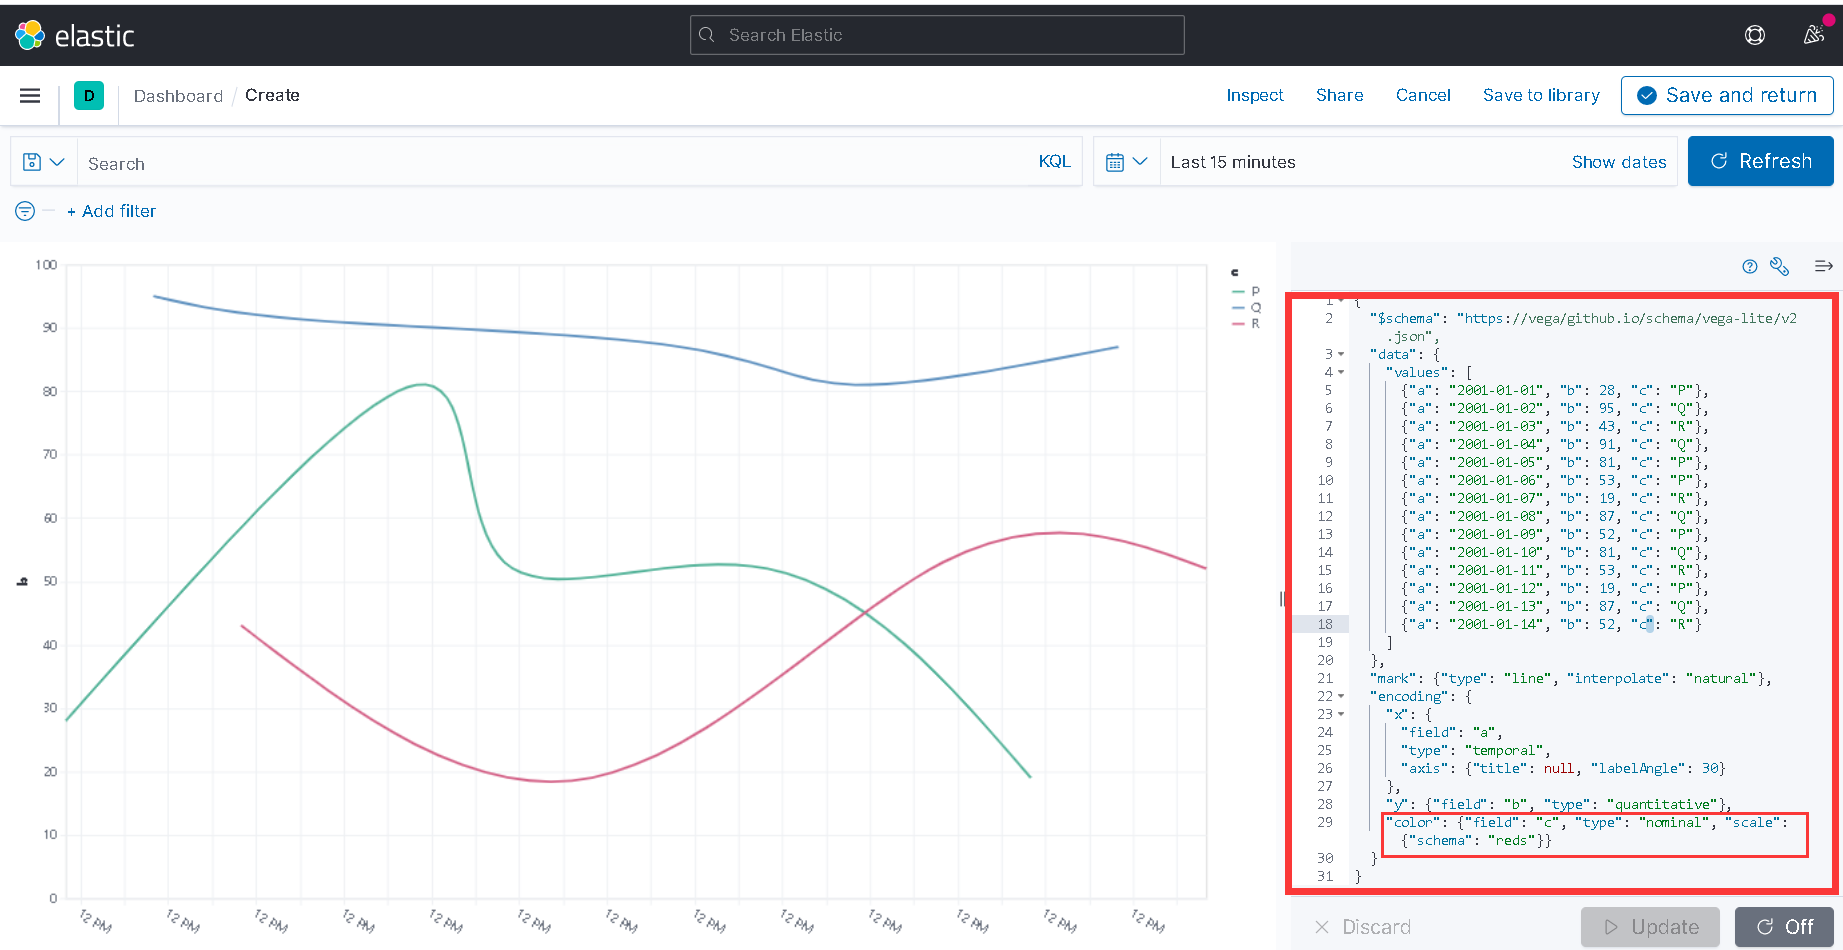 elastic
Search Elastic
D
Dashboard / Create
Inspect
Share
Cancel
Save to library
Save and return
Search
KQL
Last 15 minutes
Show dates
Refresh
+ Add filter
100
90
80
70
60
50
40
30
20
10
0
b
12 PM
12 PM
12 PM
12 PM
12 PM
12 PM
12 PM
12 PM
12 PM
12 PM
12 PM
12 PM
12 PM
c
P
Q
R
1 {
2 "$schema": "https://vega/github.io/schema/vega-lite/v2
.json",
3 "data": {
4 "values": [
5 {"a": "2001-01-01", "b": 28, "c": "P"},
6 {"a": "2001-01-02", "b": 95, "c": "Q"},
7 {"a": "2001-01-03", "b": 43, "c": "R"},
8 {"a": "2001-01-04", "b": 91, "c": "Q"},
9 {"a": "2001-01-05", "b": 81, "c": "P"},
10 {"a": "2001-01-06", "b": 53, "c": "P"},
11 {"a": "2001-01-07", "b": 19, "c": "R"},
12 {"a": "2001-01-08", "b": 87, "c": "Q"},
13 {"a": "2001-01-09", "b": 52, "c": "P"},
14 {"a": "2001-01-10", "b": 81, "c": "Q"},
15 {"a": "2001-01-11", "b": 53, "c": "R"},
16 {"a": "2001-01-12", "b": 19, "c": "P"},
17 {"a": "2001-01-13", "b": 87, "c": "Q"},
18 {"a": "2001-01-14", "b": 52, "c": "R"}
19 ]
20 },
21 "mark": {"type": "line", "interpolate": "natural"},
22 "encoding": {
23 "x": {
24 "field": "a",
25 "type": "temporal",
26 "axis": {"title": null, "labelAngle": 30}
27 },
28 "y": {"field": "b", "type": "quantitative"},
29 "color": {"field": "c", "type": "nominal", "scale":
{"schema": "reds"}}
30 }
31 }
Discard
Update
Off